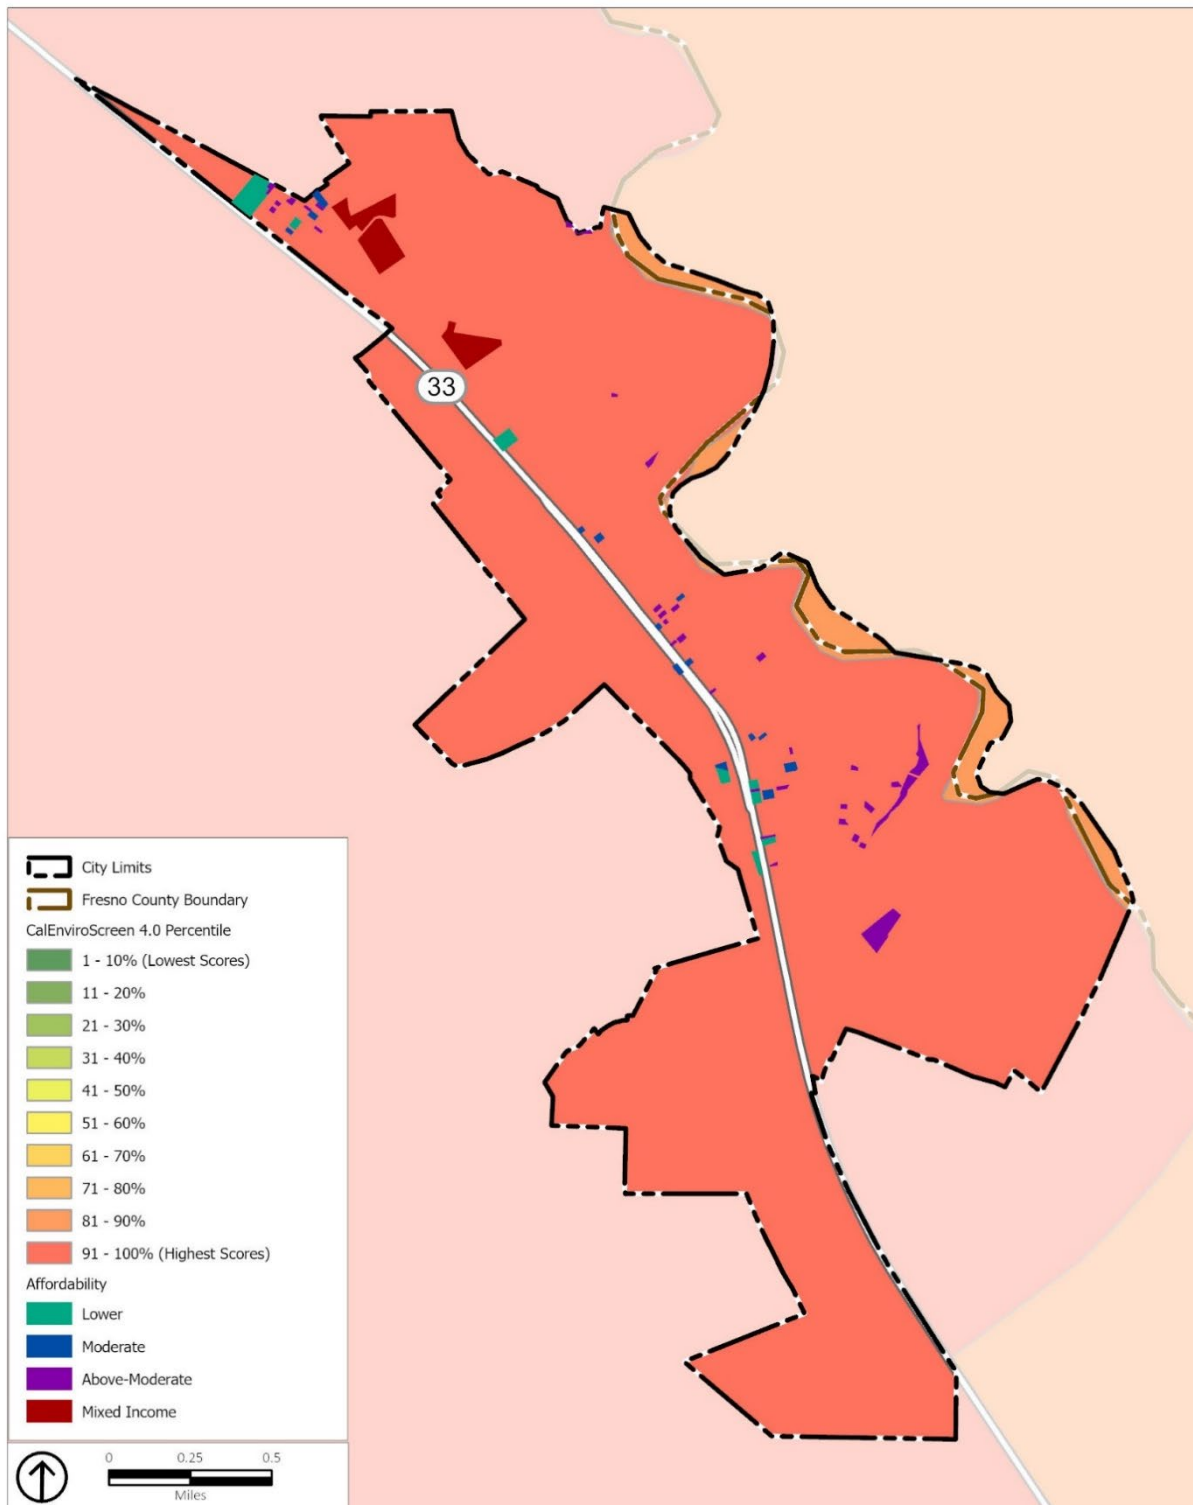 33
City Limits
Fresno County Boundary
CalEnviroScreen 4.0 Percentile
1 - 10% (Lowest Scores)
11 - 20%
21 - 30%
31 - 40%
41 - 50%
51 - 60%
61 - 70%
71 - 80%
81 - 90%
91 - 100% (Highest Scores)
Affordability
Lower
Moderate
Above-Moderate
Mixed Income
0 0.25 0.5
Miles